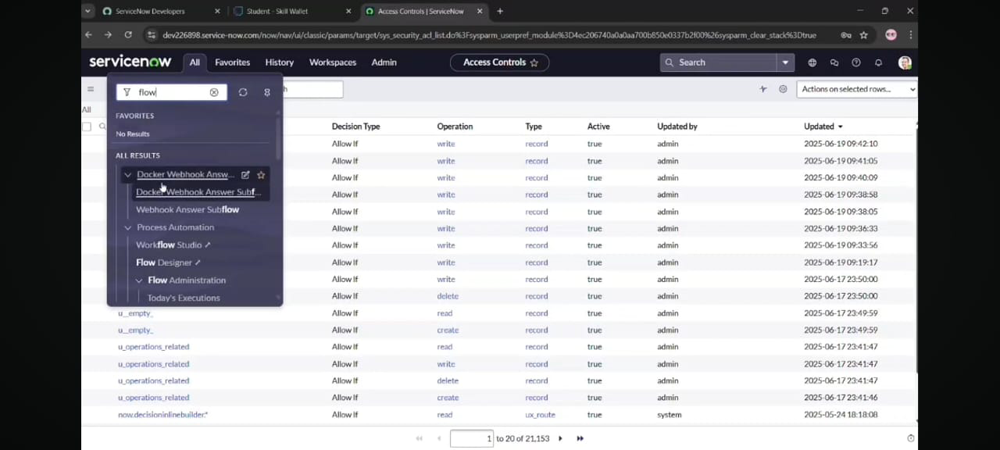 ServiceNow Developers
Student - Skill Wallet
Access Controls | ServiceNow
dev226898.service-now.com/now/nav/ui/classic/params/target/sys_security_acl_list.do%3Fsysparm_userpref_module%3D4ec206740a0a0aa700b850e0337b2f00%26sysparm_clear_stack%3Dtrue
servicenow
All
Favorites
History
Workspaces
Admin
Access Controls
Search
flow
h
Actions on selected rows...
FAVORITES
No Results
ALL RESULTS
Docker Webhook Answ...
Docker Webhook Answer Subf...
Webhook Answer Subflow
Process Automation
Workflow Studio
Flow Designer
Flow Administration
Today's Executions
All
Decision Type Operation Type Active Updated by Updated
Allow If write record true admin 2025-06-19 09:42:10
Allow If write record true admin 2025-06-19 09:41:05
Allow If write record true admin 2025-06-19 09:40:09
Allow If write record true admin 2025-06-19 09:38:58
Allow If write record true admin 2025-06-19 09:38:05
Allow If write record true admin 2025-06-19 09:36:33
Allow If write record true admin 2025-06-19 09:33:56
Allow If write record true admin 2025-06-19 09:19:17
Allow If write record true admin 2025-06-17 23:50:00
Allow If delete record true admin 2025-06-17 23:50:00
u__empty_ Allow If read record true admin 2025-06-17 23:49:59
u__empty_ Allow If create record true admin 2025-06-17 23:49:59
u_operations_related Allow If read record true admin 2025-06-17 23:41:47
u_operations_related Allow If write record true admin 2025-06-17 23:41:47
u_operations_related Allow If delete record true admin 2025-06-17 23:41:47
u_operations_related Allow If create record true admin 2025-06-17 23:41:46
now.decisioninlinebuilder.* Allow If read ux_route true system 2025-05-24 18:18:08
1 to 20 of 21,153